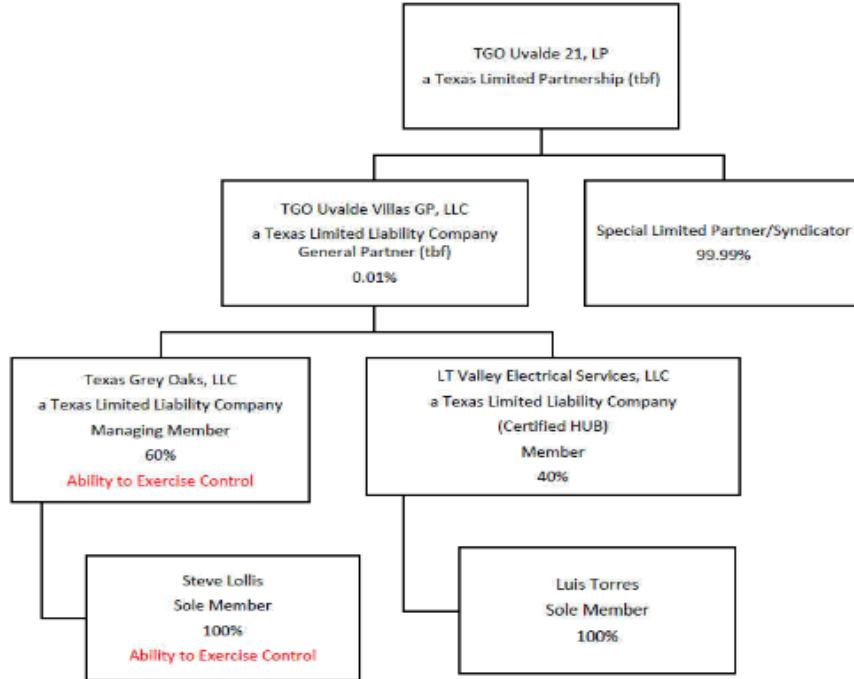 TGO Uvalde 21, LP
a Texas Limited Partnership (tbf)
TGO Uvalde Villas GP, LLC
a Texas Limited Liability Company
General Partner (tbf)
0.01%
Special Limited Partner/Syndicator
99.99%
Texas Grey Oaks, LLC
a Texas Limited Liability Company
Managing Member
60%
Ability to Exercise Control
LT Valley Electrical Services, LLC
a Texas Limited Liability Company
(Certified HUB)
Member
40%
Steve Lollis
Sole Member
100%
Ability to Exercise Control
Luis Torres
Sole Member
100%